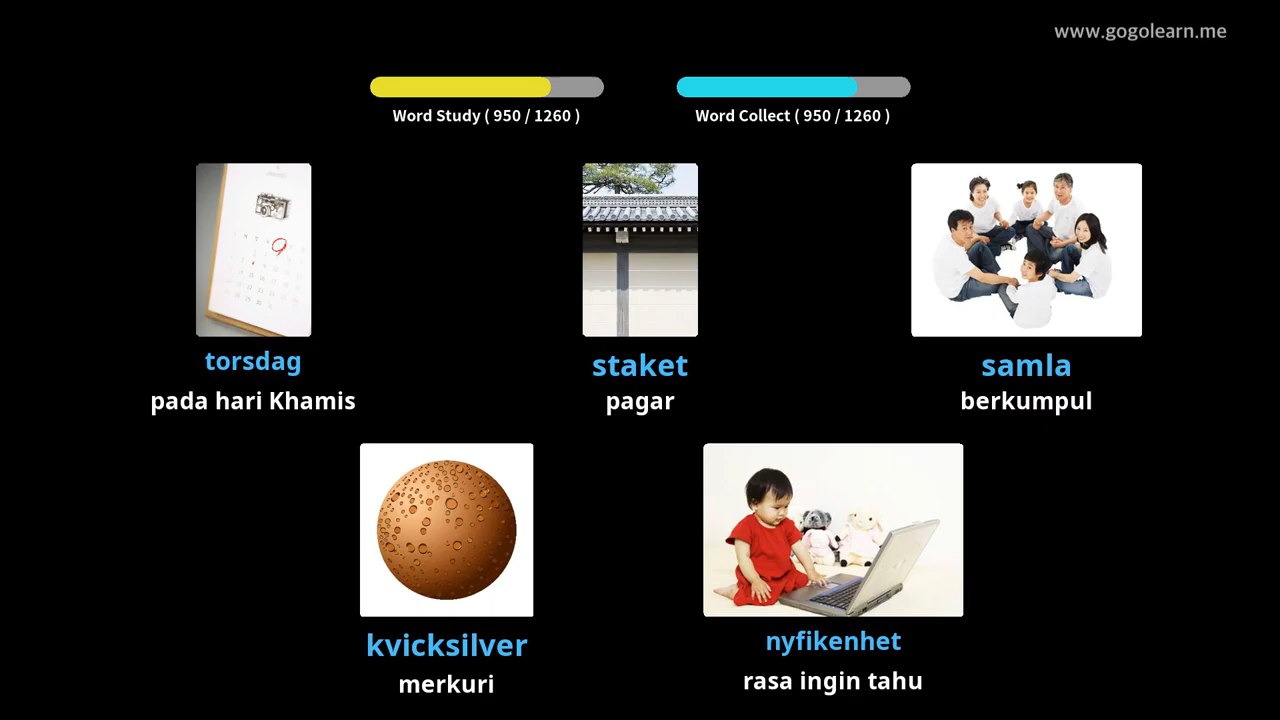 www.gogolearn.me
Word Study ( 950 / 1260 )
Word Collect ( 950 / 1260 )
torsdag
pada hari Khamis
staket
pagar
samla
berkumpul
kvicksilver
merkuri
nyfikenhet
rasa ingin tahu